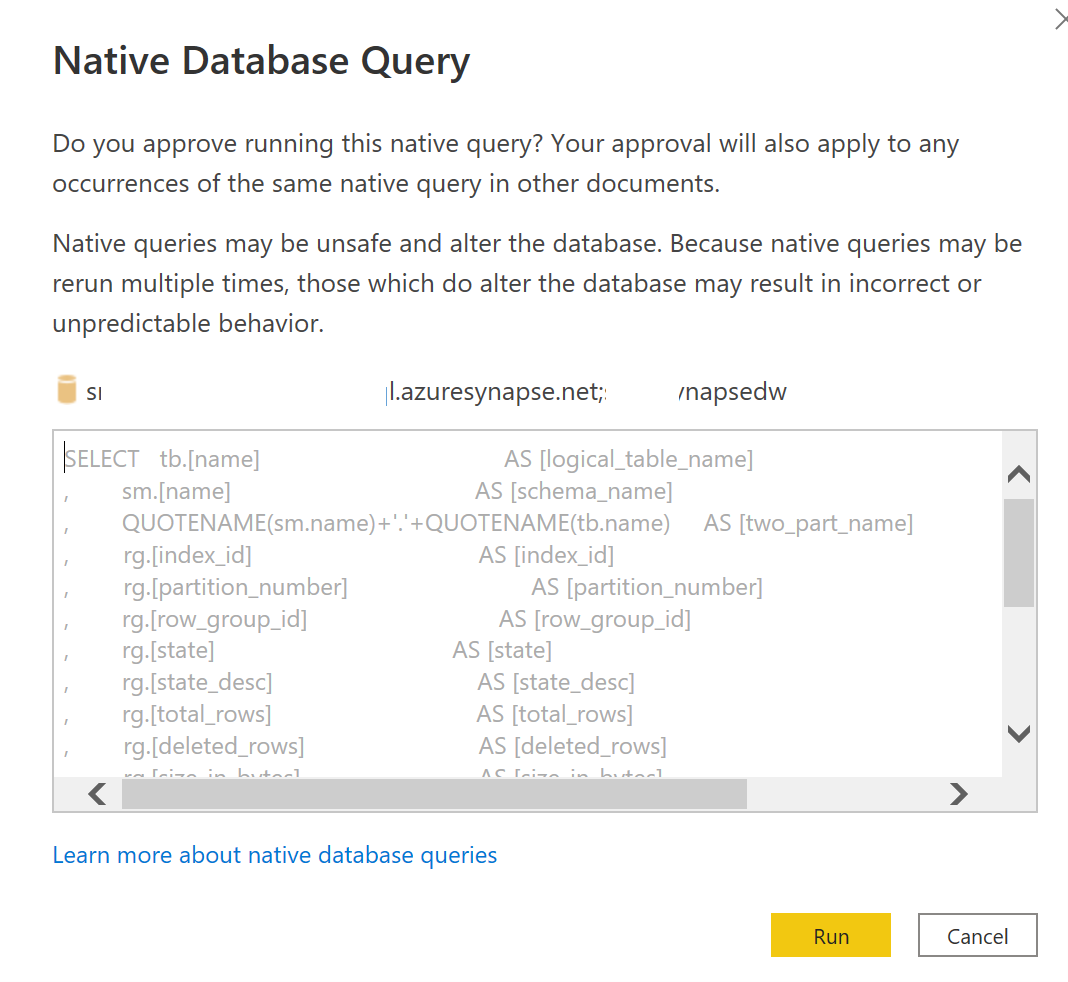 Native Database Query
Do you approve running this native query? Your approval will also apply to any
occurrences of the same native query in other documents.
Native queries may be unsafe and alter the database. Because native queries may be
rerun multiple times, those which do alter the database may result in incorrect or
unpredictable behavior.
l.azuresynapse.net; ynapsedw
SELECT tb.[name] AS [logical_table_name]
, sm.[name] AS [schema_name]
, QUOTENAME(sm.name)+'.'+QUOTENAME(tb.name) AS [two_part_name]
, rg.[index_id] AS [index_id]
, rg.[partition_number] AS [partition_number]
, rg.[row_group_id] AS [row_group_id]
, rg.[state] AS [state]
, rg.[state_desc] AS [state_desc]
, rg.[total_rows] AS [total_rows]
, rg.[deleted_rows] AS [deleted_rows]
rg.[size_in_bytes] AS [size_in_bytes]
Learn more about native database queries
Run Cancel